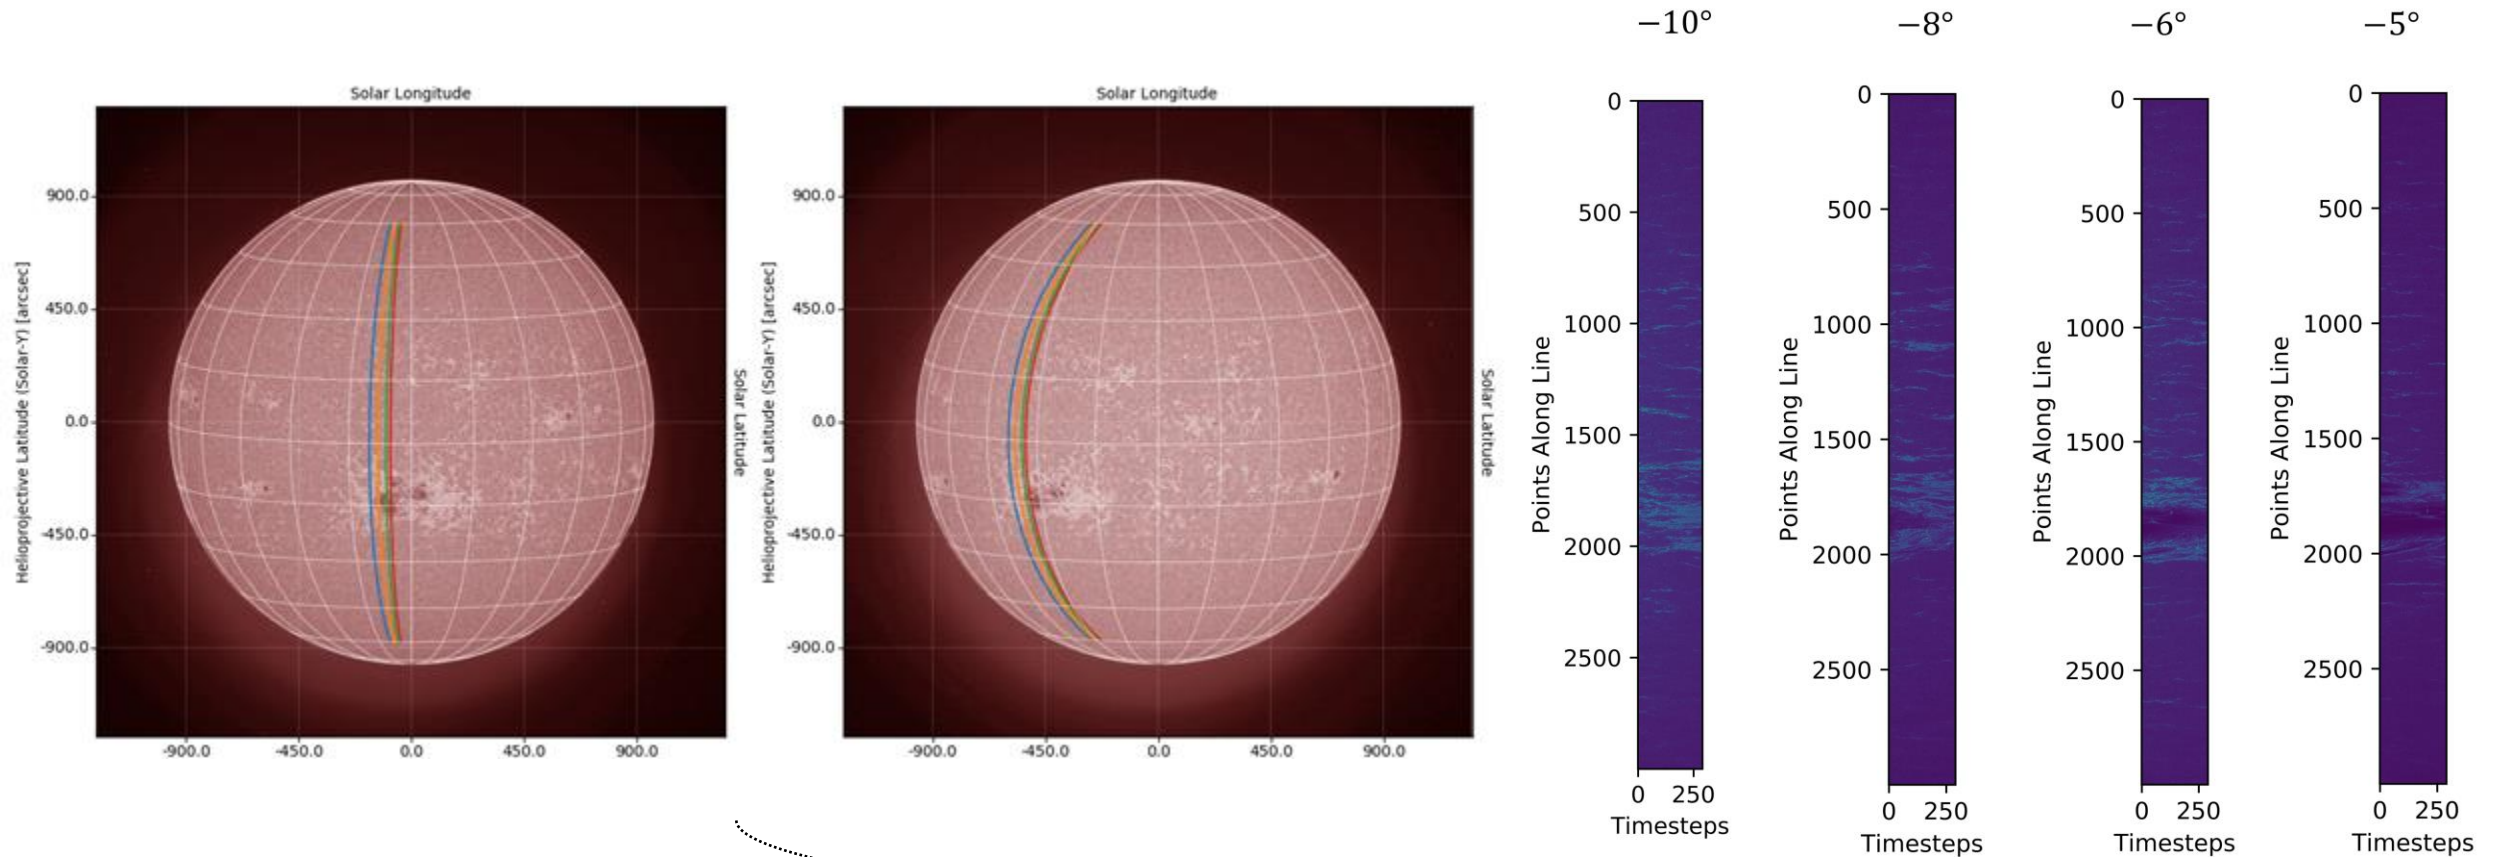 Solar Longitude
Helioprojective Latitude (Solar-Y) [arcsec]
900.0
450.0
0.0
-450.0
-900.0
-900.0 -450.0 0.0 450.0 900.0
Solar Latitude
Solar Longitude
Helioprojective Latitude (Solar-Y) [arcsec]
900.0
450.0
0.0
-450.0
-900.0
-900.0 -450.0 0.0 450.0 900.0
Solar Latitude
−10°
Points Along Line
0
500
1000
1500
2000
2500
0 250
Timesteps
−8°
Points Along Line
0
500
1000
1500
2000
2500
0 250
Timesteps
−6°
Points Along Line
0
500
1000
1500
2000
2500
0 250
Timesteps
−5°
Points Along Line
0
500
1000
1500
2000
2500
0 250
Timesteps